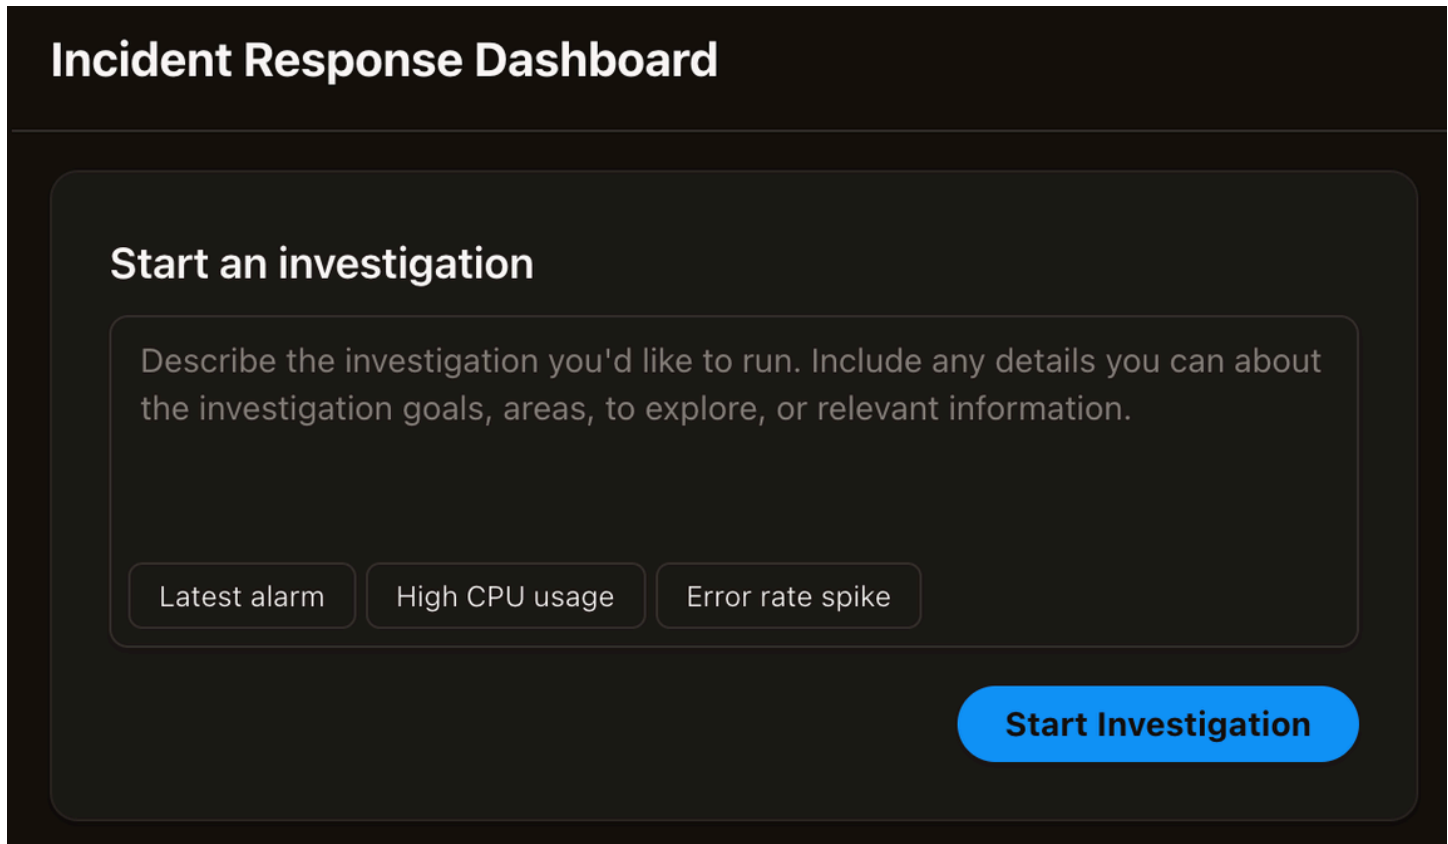 Incident Response Dashboard
Start an investigation
Describe the investigation you'd like to run. Include any details you can about
the investigation goals, areas, to explore, or relevant information.
Latest alarm
High CPU usage
Error rate spike
Start Investigation